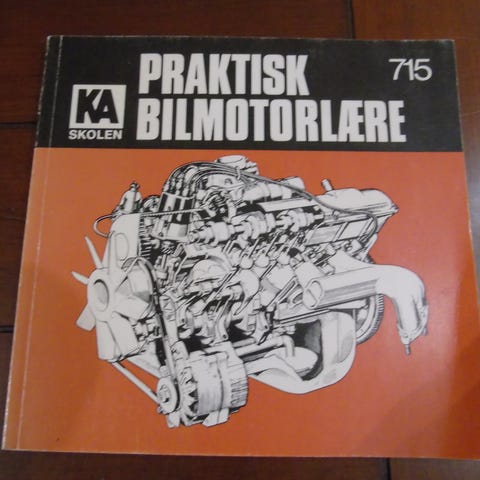 PRAKTISK
BILMOTORLÆRE
715
KA
SKOLEN